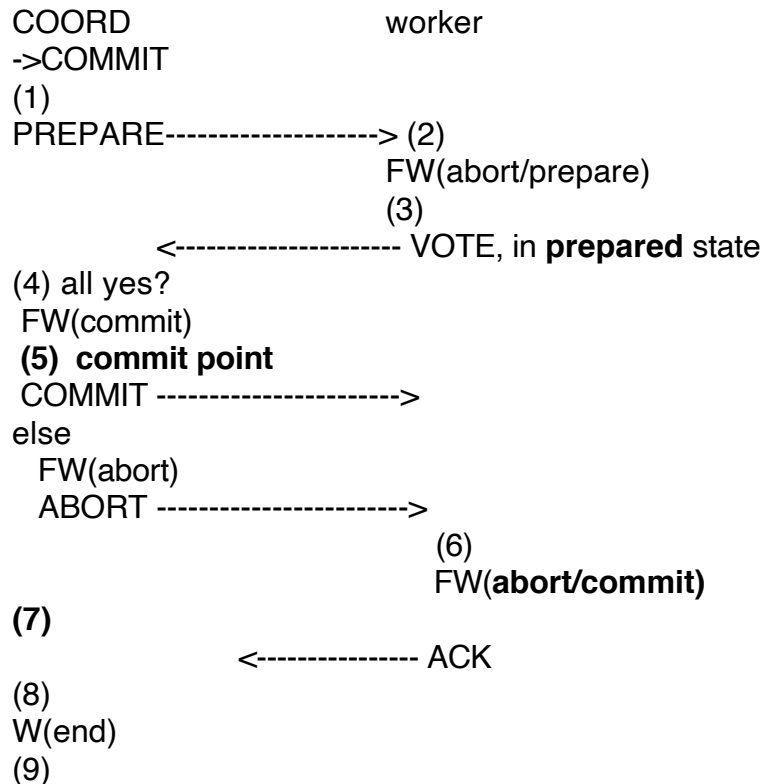 COORD worker
->COMMIT
(1)
PREPARE--------------------> (2)
FW(abort/prepare)
(3)
<--------------------- VOTE, in prepared state
(4) all yes?
FW(commit)
(5) commit point
COMMIT ----------------------->
else
FW(abort)
ABORT ------------------------>
(6)
FW(abort/commit)
(7)
<---------------- ACK
(8)
W(end)
(9)